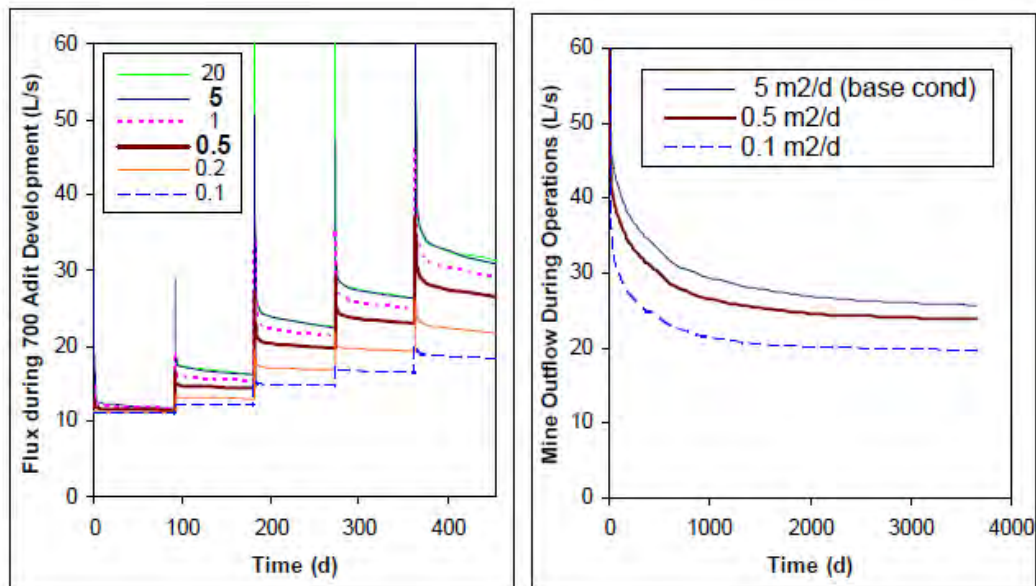 Flux during 700 Adit Development (L/s)
60
50
40
30
20
10
0
20
5
1
0.5
0.2
0.1
0 100 200 300 400
Time (d)
Mine Outflow During Operations (L/s)
60
50
40
30
20
10
0
5 m2/d (base cond)
0.5 m2/d
0.1 m2/d
0 1000 2000 3000 4000
Time (d)